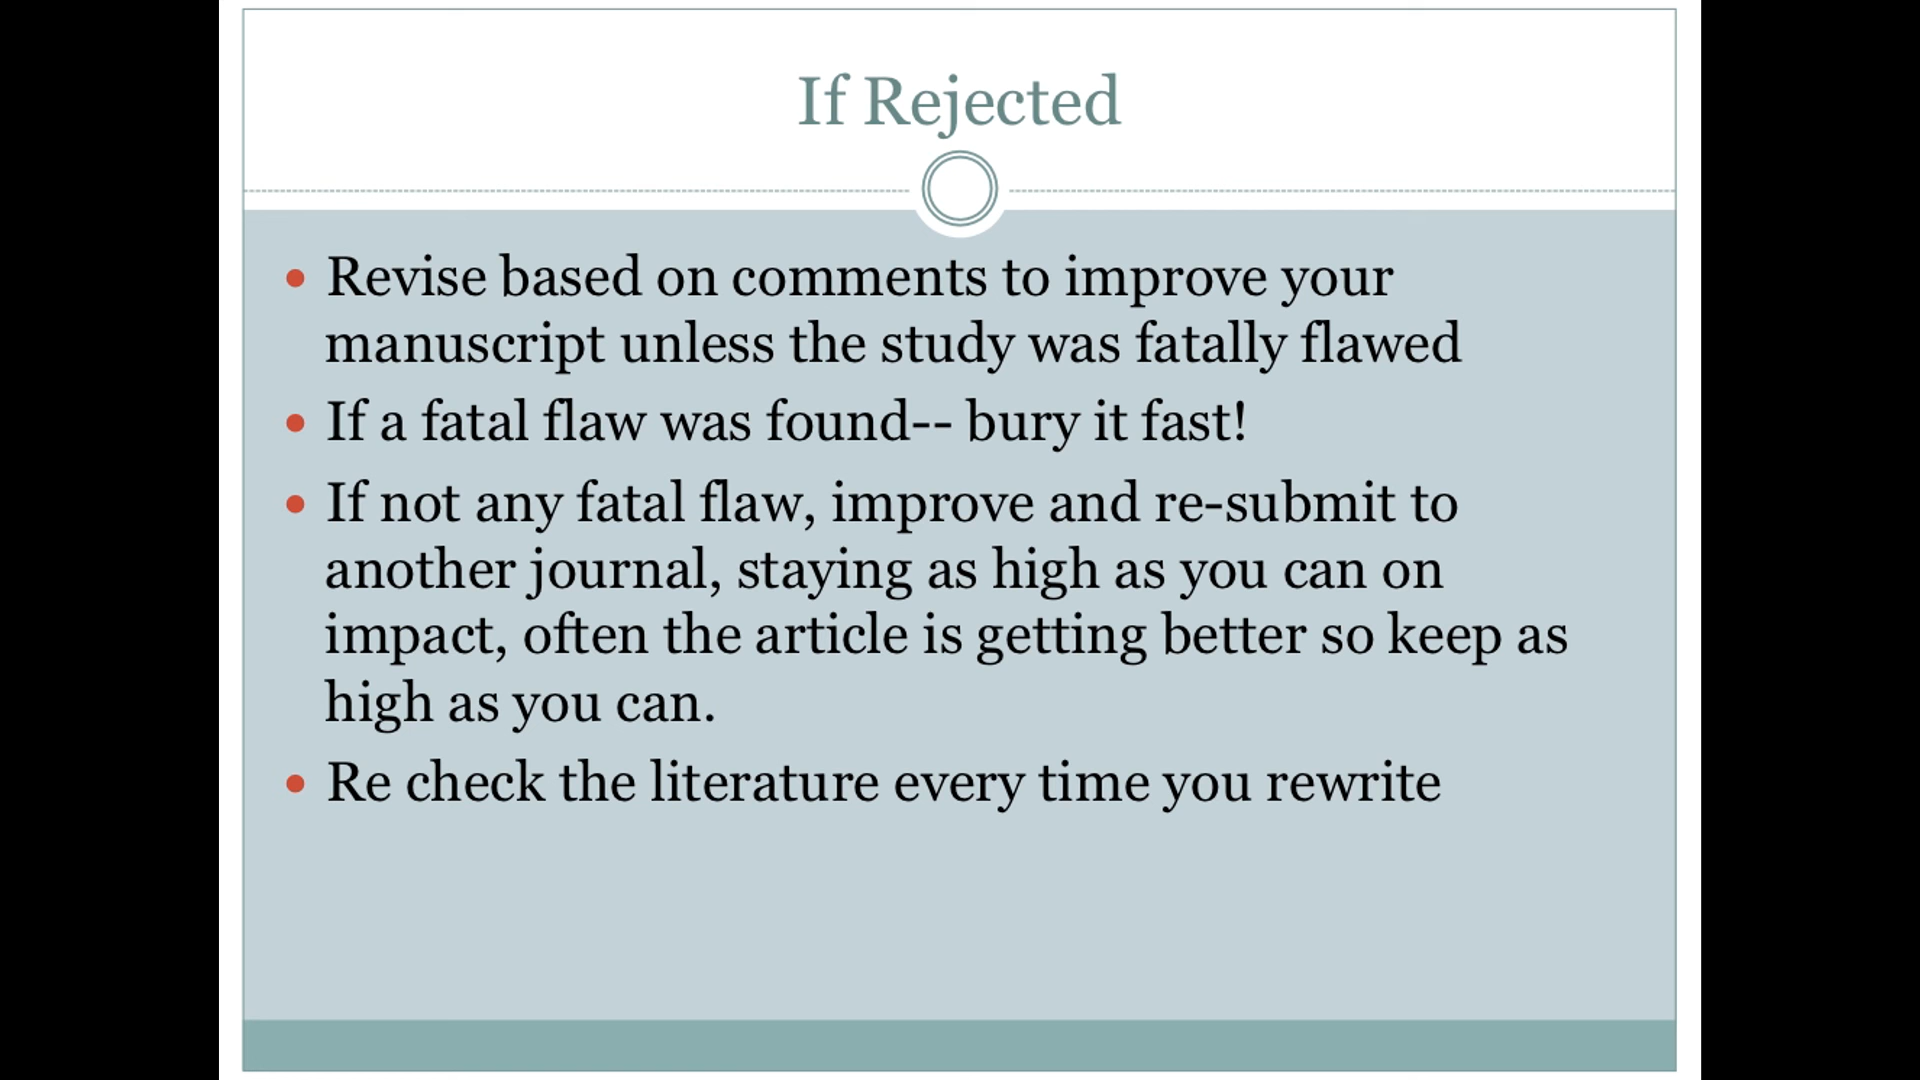 If Rejected
• Revise based on comments to improve your
manuscript unless the study was fatally flawed
• If a fatal flaw was found-- bury it fast!
• If not any fatal flaw, improve and re-submit to
another journal, staying as high as you can on
impact, often the article is getting better so keep as
high as you can.
• Re check the literature every time you rewrite